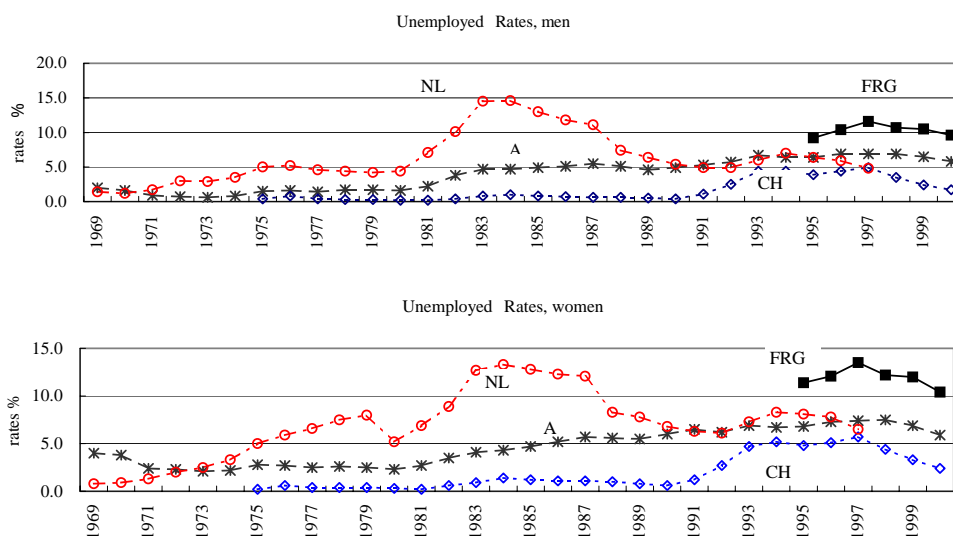 Unemployed Rates, men
20.0
15.0
10.0
5.0
0.0
rates %
NL
FRG
A
CH
1969 1971 1973 1975 1977 1979 1981 1983 1985 1987 1989 1991 1993 1995 1997 1999
Unemployed Rates, women
15.0
10.0
5.0
0.0
rates %
FRG
NL
A
CH
1969 1971 1973 1975 1977 1979 1981 1983 1985 1987 1989 1991 1993 1995 1997 1999